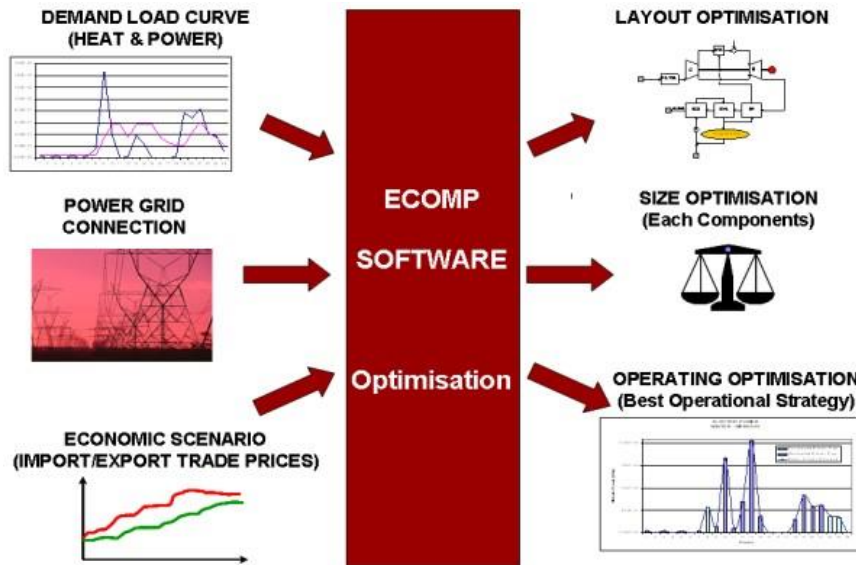 DEMAND LOAD CURVE
(HEAT & POWER)
POWER GRID
CONNECTION
ECONOMIC SCENARIO
(IMPORT/EXPORT TRADE PRICES)
ECOMP
SOFTWARE
Optimisation
LAYOUT OPTIMISATION
SIZE OPTIMISATION
(Each Components)
OPERATING OPTIMISATION
(Best Operational Strategy)